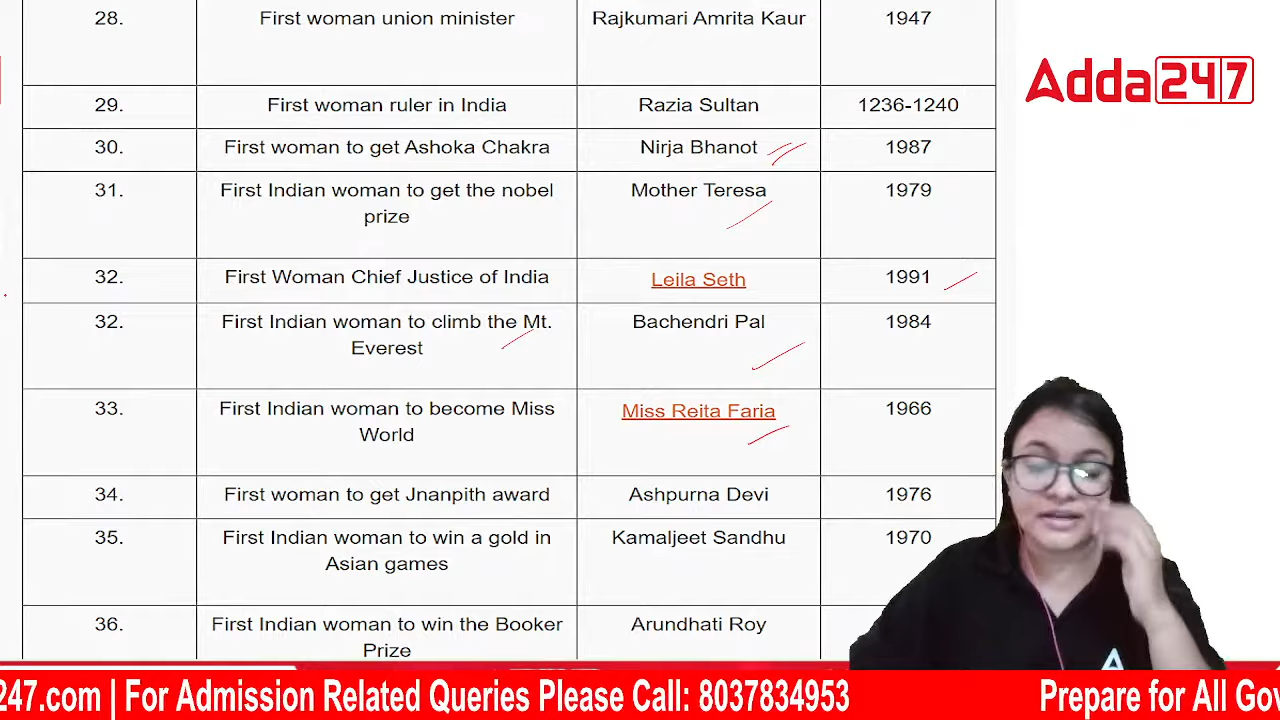 28. First woman union minister Rajkumari Amrita Kaur 1947
29. First woman ruler in India Razia Sultan 1236-1240
30. First woman to get Ashoka Chakra Nirja Bhanot 1987
31. First Indian woman to get the nobel Mother Teresa 1979
prize
32. First Woman Chief Justice of India Leila Seth 1991
32. First Indian woman to climb the Mt. Bachendri Pal 1984
Everest
33. First Indian woman to become Miss Miss Reita Faria 1966
World
34. First woman to get Jnanpith award Ashpurna Devi 1976
35. First Indian woman to win a gold in Kamaljeet Sandhu 1970
Asian games
36. First Indian woman to win the Booker Arundhati Roy
Prize
Adda247
247.com | For Admission Related Queries Please Call: 8037834953 Prepare for All Gov